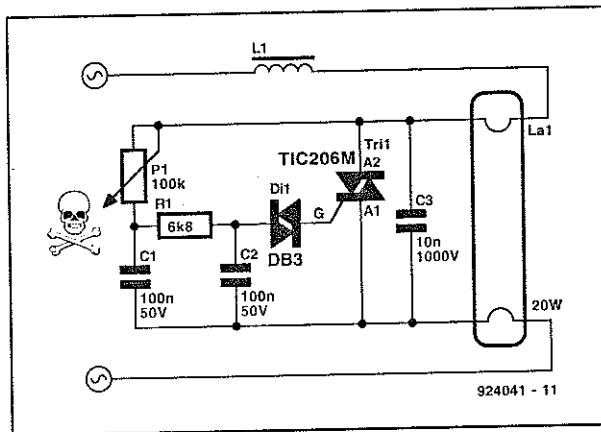 L1
La1
P1
100k
R1
6k8
C1
100n
50V
C2
100n
50V
Di1
DB3
G
TIC206M
Tri1
A2
A1
C3
10n
1000V
20W
924041 - 11